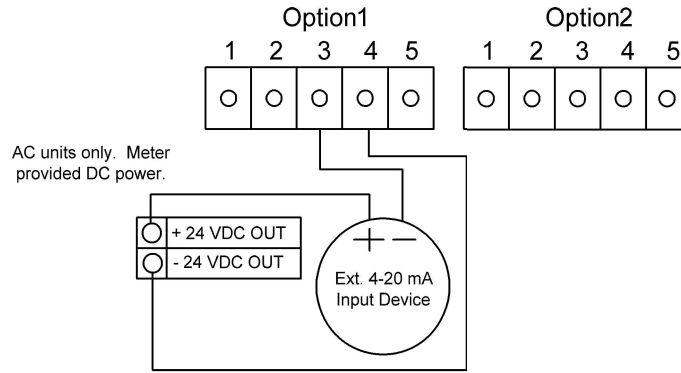 Option1 Option2
1 2 3 4 5 1 2 3 4 5
AC units only. Meter
provided DC power.
+ 24 VDC OUT
- 24 VDC OUT
+ −
Ext. 4-20 mA
Input Device